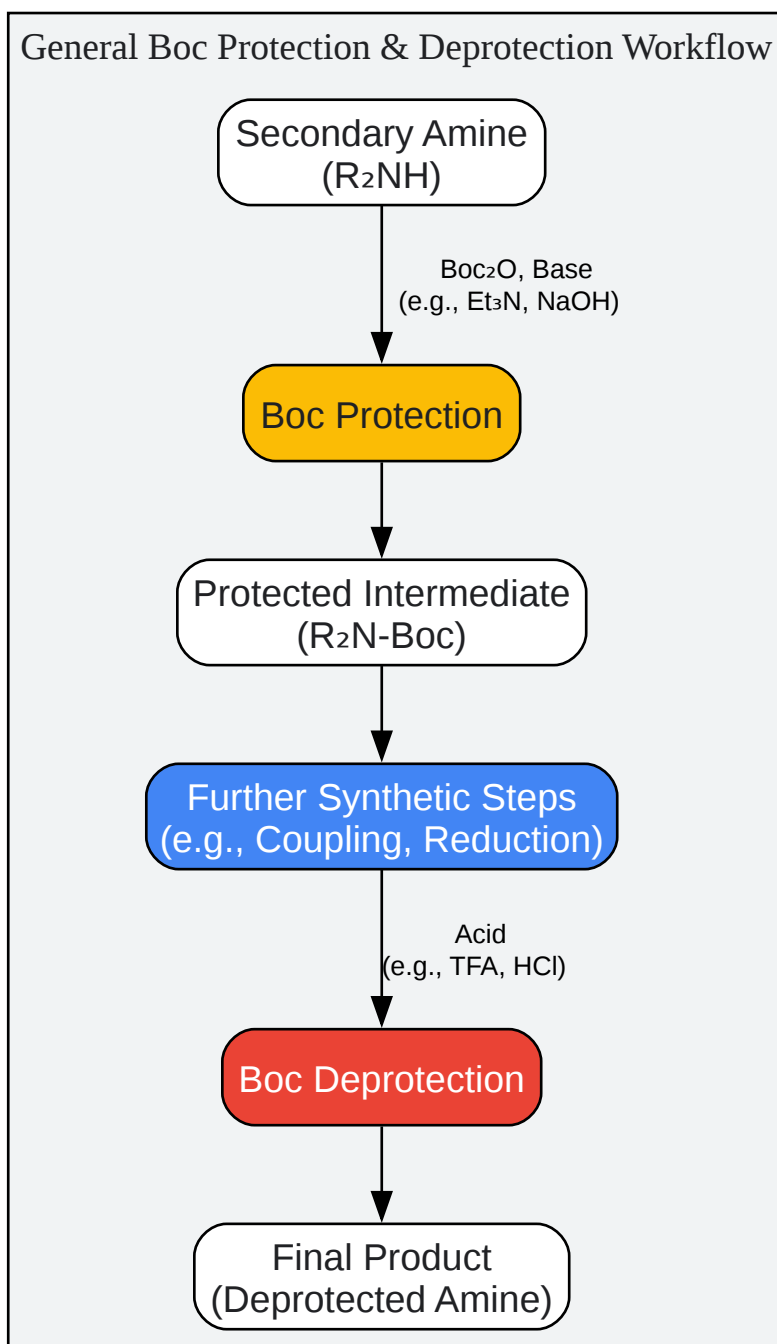 General Boc Protection & Deprotection Workflow
Secondary Amine
(R₂NH)
Boc₂O, Base
(e.g., Et₃N, NaOH)
Boc Protection
Protected Intermediate
(R₂N-Boc)
Further Synthetic Steps
(e.g., Coupling, Reduction)
Acid
(e.g., TFA, HCl)
Boc Deprotection
Final Product
(Deprotected Amine)